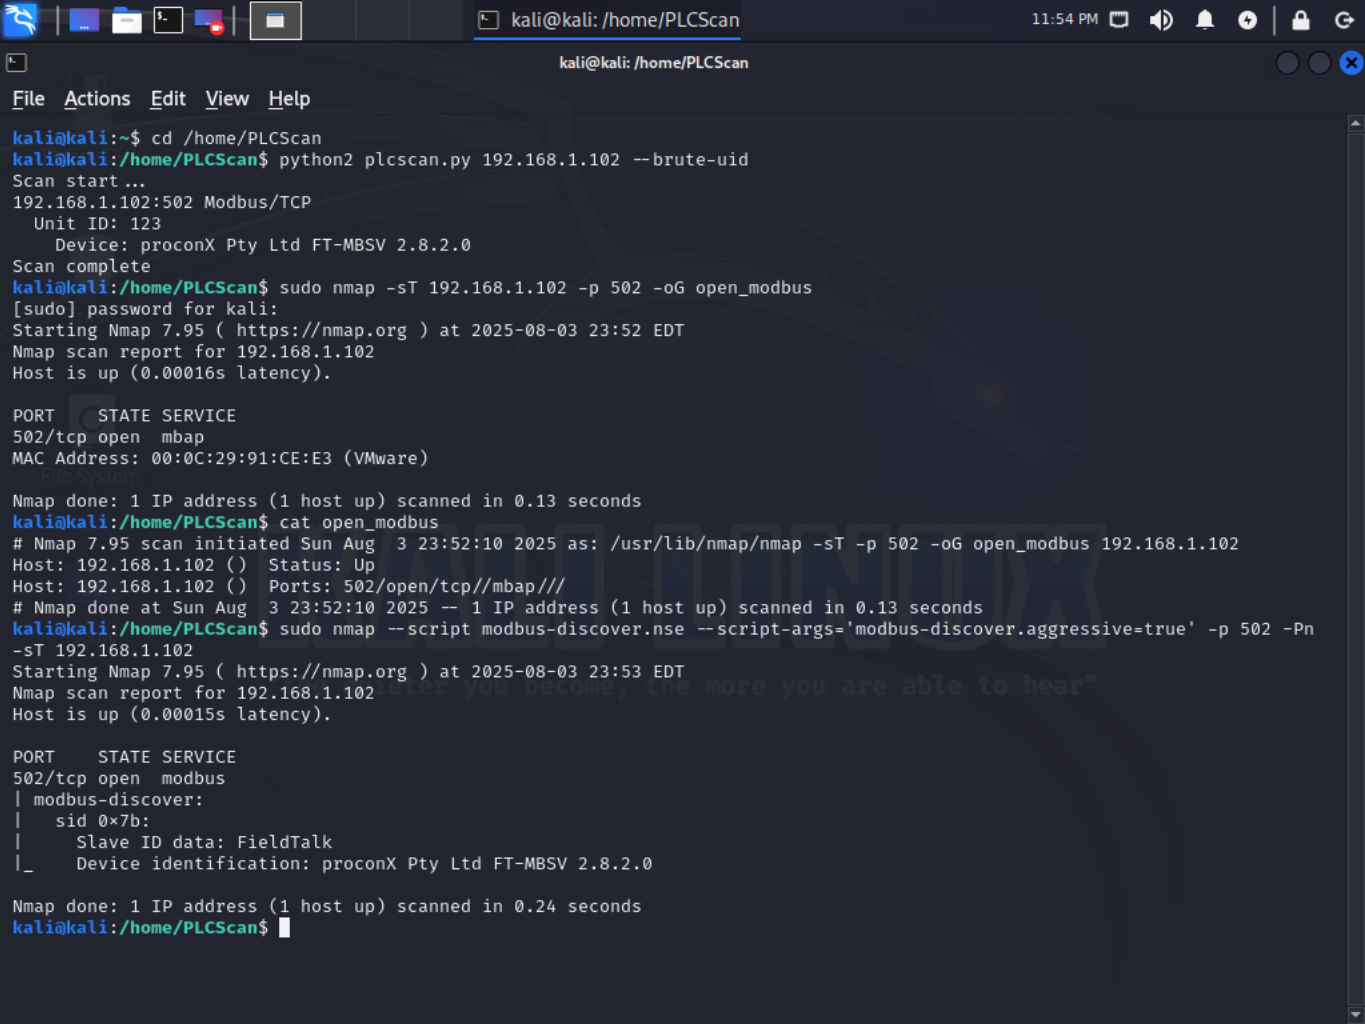 kali@kali: /home/PLCScan
11:54 PM
kali@kali: /home/PLCScan
File Actions Edit View Help
kali@kali:~$ cd /home/PLCScan
kali@kali:/home/PLCScan$ python2 plcscan.py 192.168.1.102 --brute-uid
Scan start...
192.168.1.102:502 Modbus/TCP
Unit ID: 123
Device: proconX Pty Ltd FT-MBSV 2.8.2.0
Scan complete
kali@kali:/home/PLCScan$ sudo nmap -sT 192.168.1.102 -p 502 -oG open_modbus
[sudo] password for kali:
Starting Nmap 7.95 ( https://nmap.org ) at 2025-08-03 23:52 EDT
Nmap scan report for 192.168.1.102
Host is up (0.00016s latency).
PORT    STATE SERVICE
502/tcp open  mbap
MAC Address: 00:0C:29:91:CE:E3 (VMware)
File System
Nmap done: 1 IP address (1 host up) scanned in 0.13 seconds
kali@kali:/home/PLCScan$ cat open_modbus
# Nmap 7.95 scan initiated Sun Aug  3 23:52:10 2025 as: /usr/lib/nmap/nmap -sT -p 502 -oG open_modbus 192.168.1.102
Host: 192.168.1.102 ()  Status: Up
Host: 192.168.1.102 ()  Ports: 502/open/tcp//mbap///
KALI LINUX
# Nmap done at Sun Aug  3 23:52:10 2025 -- 1 IP address (1 host up) scanned in 0.13 seconds
kali@kali:/home/PLCScan$ sudo nmap --script modbus-discover.nse --script-args='modbus-discover.aggressive=true' -p 502 -Pn
-sT 192.168.1.102
Starting Nmap 7.95 ( https://nmap.org ) at 2025-08-03 23:53 EDT
you become, the more you are able to hear"
Nmap scan report for 192.168.1.102
Host is up (0.00015s latency).
PORT    STATE SERVICE
502/tcp open  modbus
| modbus-discover:
|   sid 0x7b:
|     Slave ID data: FieldTalk
|_    Device identification: proconX Pty Ltd FT-MBSV 2.8.2.0
Nmap done: 1 IP address (1 host up) scanned in 0.24 seconds
kali@kali:/home/PLCScan$